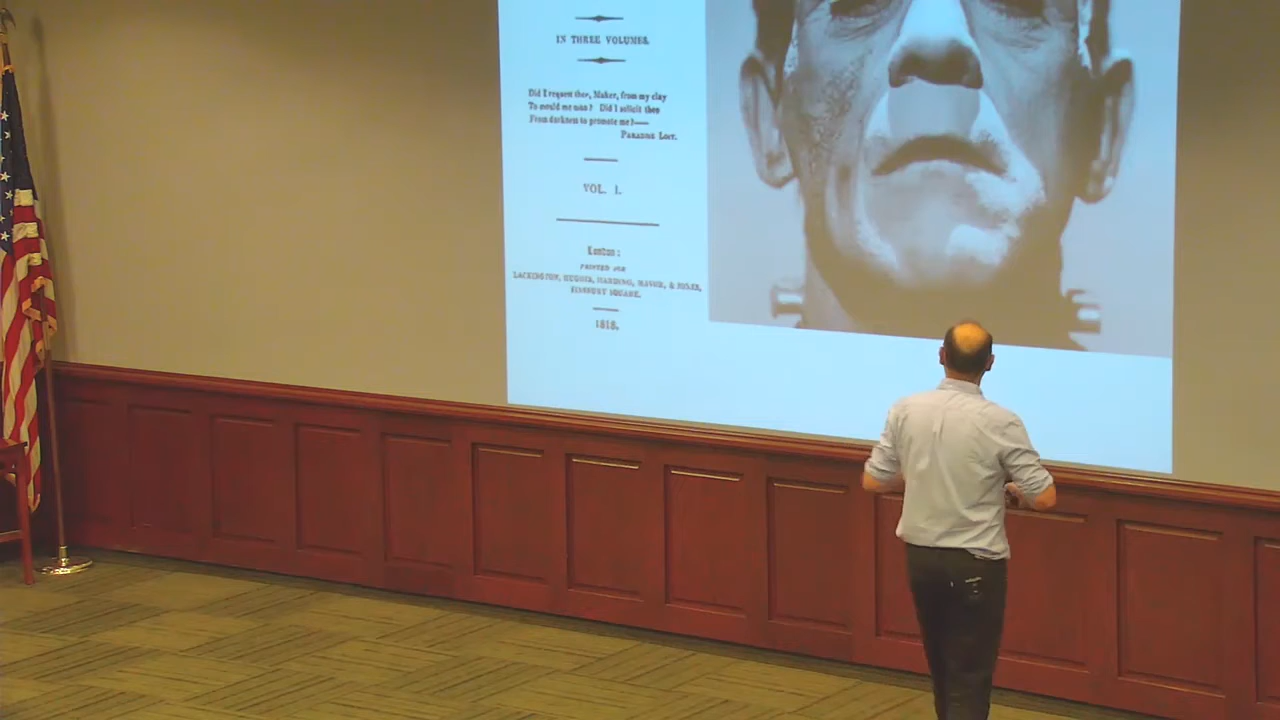 IN THREE VOLUMES.
Did I request thee, Maker, from my clay
To mould me man? Did I solicit thee
From darkness to promote me?—
PARADISE LOST.
VOL. I.
London:
PRINTED FOR
LACKINGTON, HUGHES, HARDING, MAVOR, & JONES,
FINSBURY SQUARE.
1818.